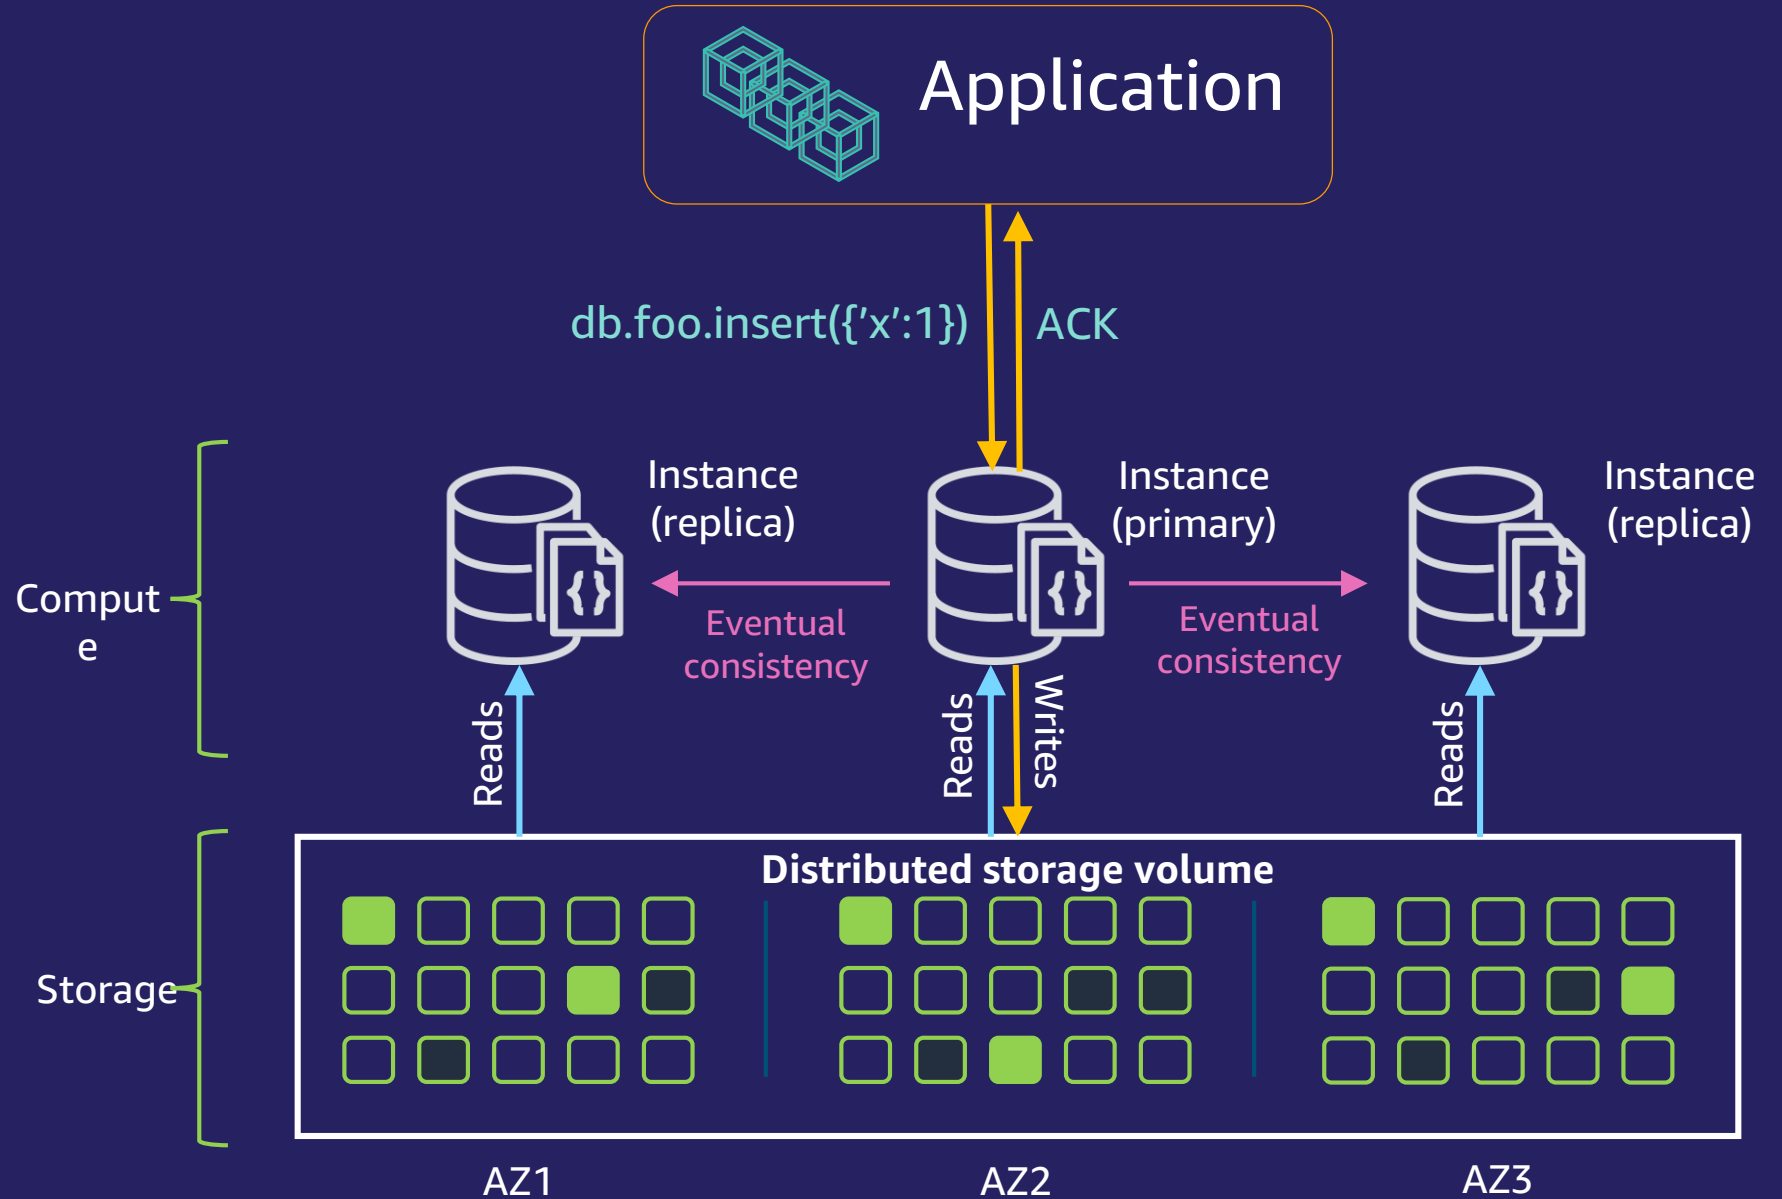 Application
db.foo.insert({’x’:1})
ACK
Instance
(replica)
Instance
(primary)
Instance
(replica)
Comput
e
Eventual
consistency
Eventual
consistency
Reads
Reads
Writes
Reads
Distributed storage volume
Storage
AZ1
AZ2
AZ3